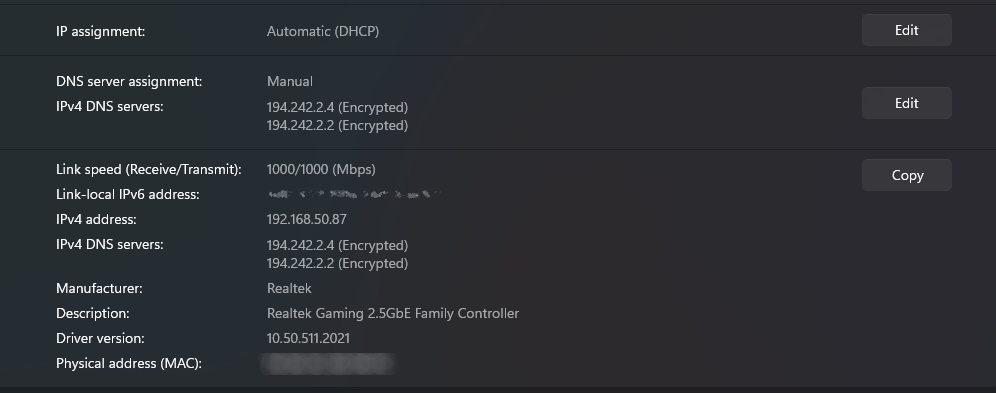 IP assignment: Automatic (DHCP) Edit
DNS server assignment: Manual
IPv4 DNS servers: 194.242.2.4 (Encrypted) Edit
194.242.2.2 (Encrypted)
Link speed (Receive/Transmit): 1000/1000 (Mbps) Copy
Link-local IPv6 address:
IPv4 address: 192.168.50.87
IPv4 DNS servers: 194.242.2.4 (Encrypted)
194.242.2.2 (Encrypted)
Manufacturer: Realtek
Description: Realtek Gaming 2.5GbE Family Controller
Driver version: 10.50.511.2021
Physical address (MAC):